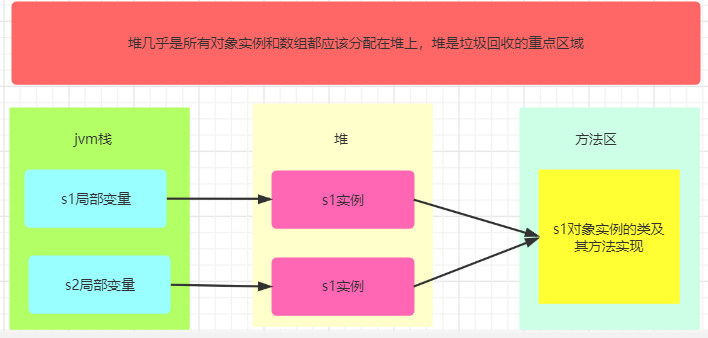 堆几乎是所有对象实例和数组都应该分配在堆上，堆是垃圾回收的重点区域
jvm栈
堆
方法区
s1局部变量
s1实例
s1对象实例的类及
其方法实现
s2局部变量
s1实例